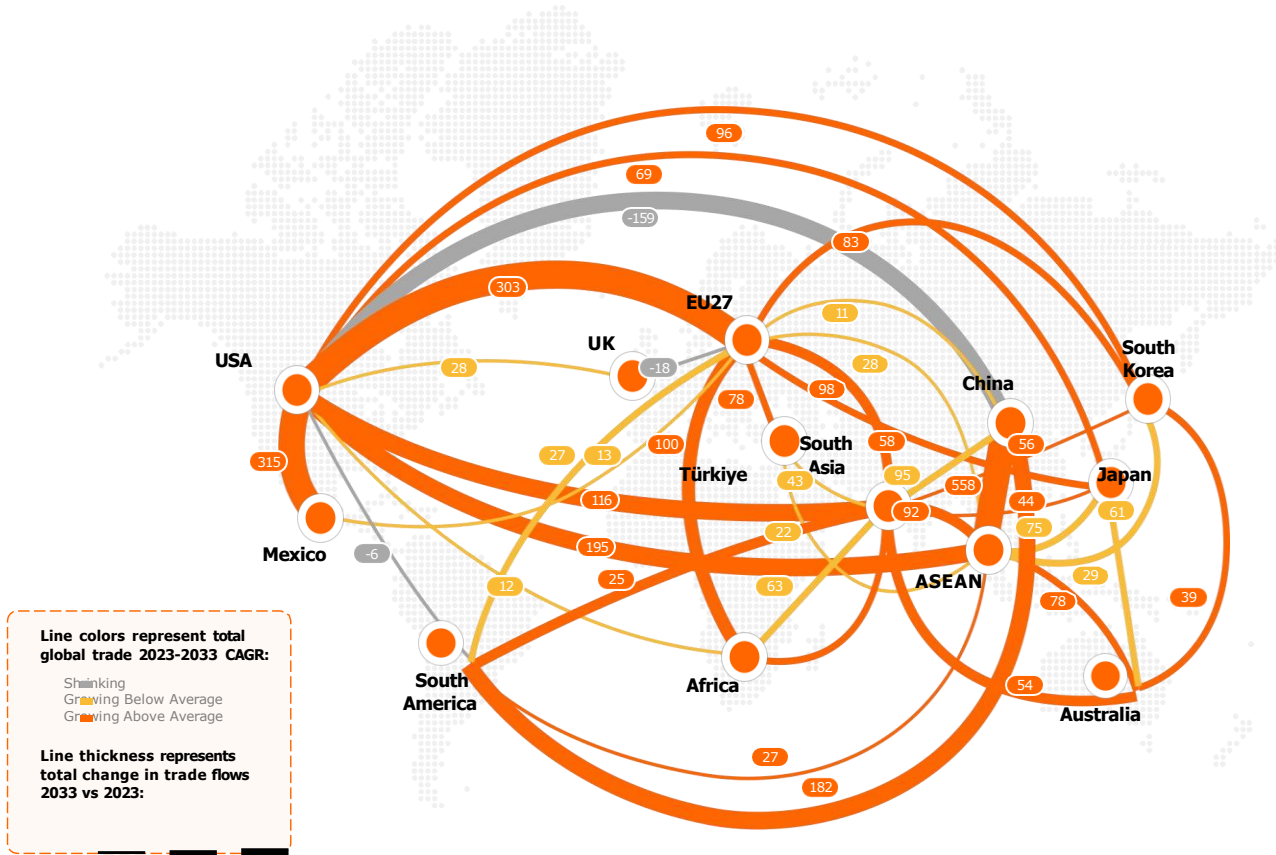 96
69
-159
83
303
EU27
11
UK
South
Korea
USA
-18
28
28
China
78
98
South
Asia
58
56
315
27
13
100
Türkiye
43
95
558
Japan
116
92
44
61
Mexico
-6
195
22
75
25
63
ASEAN
29
12
78
39
South
America
Africa
54
Australia
27
182
Line colors represent total
global trade 2023-2033 CAGR:
Shrinking
Growing Below Average
Growing Above Average
Line thickness represents
total change in trade flows
2033 vs 2023: